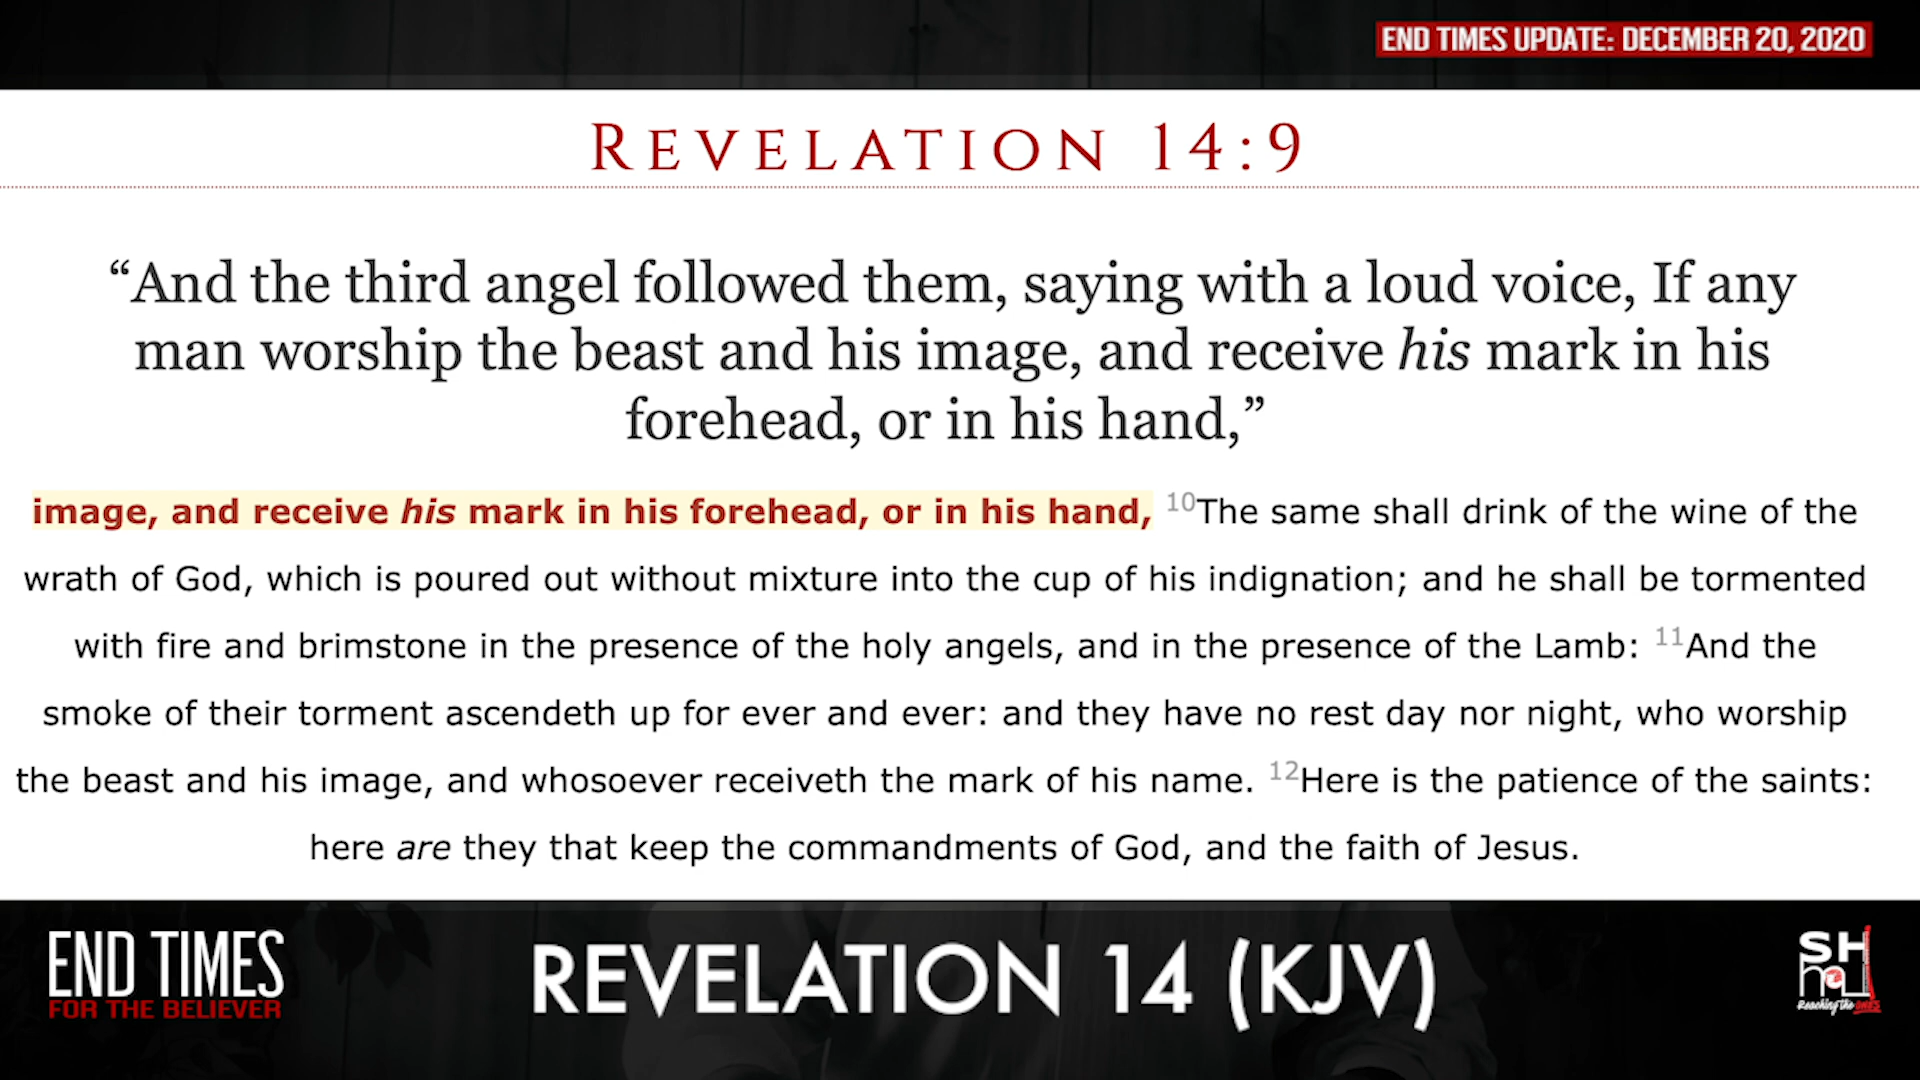 END TIMES UPDATE: DECEMBER 20, 2020
REVELATION 14:9
“And the third angel followed them, saying with a loud voice, If any
man worship the beast and his image, and receive his mark in his
forehead, or in his hand,”
image, and receive his mark in his forehead, or in his hand, 10The same shall drink of the wine of the
wrath of God, which is poured out without mixture into the cup of his indignation; and he shall be tormented
with fire and brimstone in the presence of the holy angels, and in the presence of the Lamb: 11And the
smoke of their torment ascendeth up for ever and ever: and they have no rest day nor night, who worship
the beast and his image, and whosoever receiveth the mark of his name. 12Here is the patience of the saints:
here are they that keep the commandments of God, and the faith of Jesus.
END TIMES
FOR THE BELIEVER
REVELATION 14 (KJV)
SH
Reaching the ONES